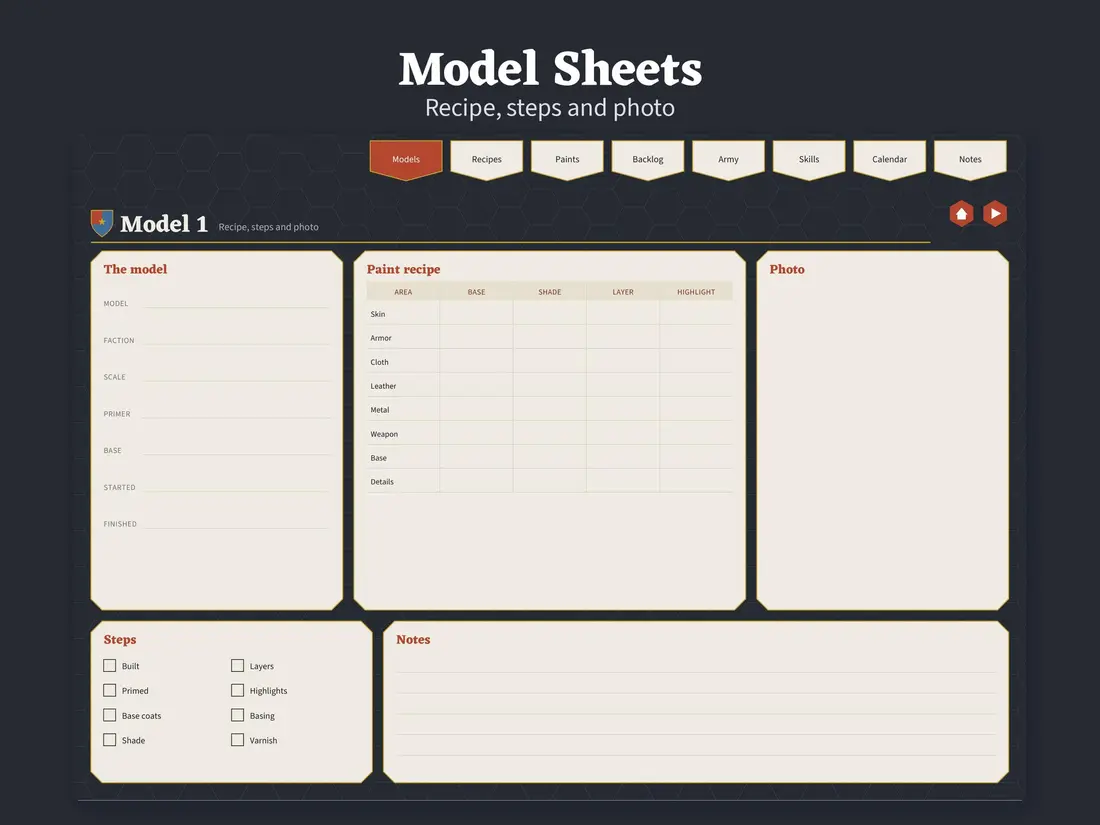 Model Sheets
Recipe, steps and photo
Models Recipes Paints Backlog Army Skills Calendar Notes
Model 1 Recipe, steps and photo
The model
MODEL
FACTION
SCALE
PRIMER
BASE
STARTED
FINISHED
Paint recipe
AREA BASE SHADE LAYER HIGHLIGHT
Skin
Armor
Cloth
Leather
Metal
Weapon
Base
Details
Photo
Steps
Built Layers
Primed Highlights
Base coats Basing
Shade Varnish
Notes